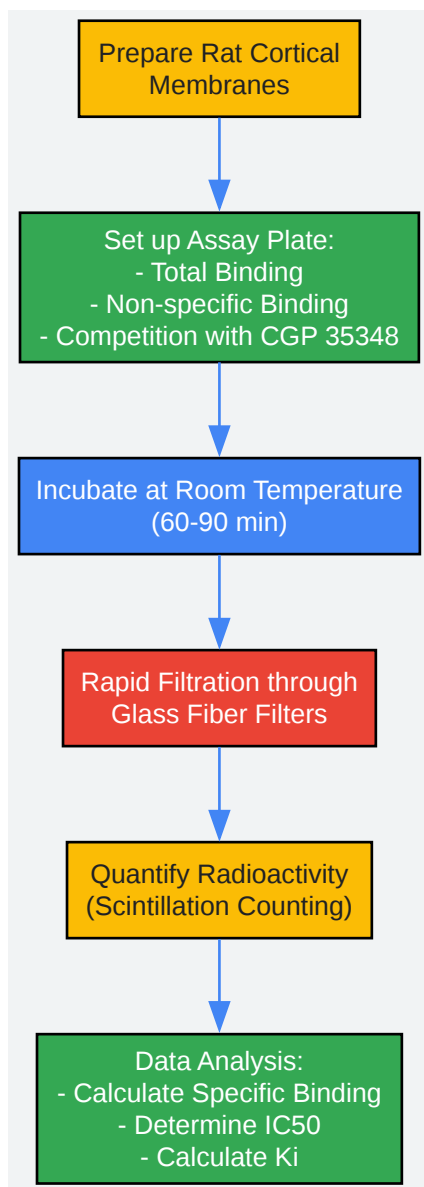 Prepare Rat Cortical
Membranes
Set up Assay Plate:
- Total Binding
- Non-specific Binding
- Competition with CGP 35348
Incubate at Room Temperature
(60-90 min)
Rapid Filtration through
Glass Fiber Filters
Quantify Radioactivity
(Scintillation Counting)
Data Analysis:
- Calculate Specific Binding
- Determine IC50
- Calculate Ki